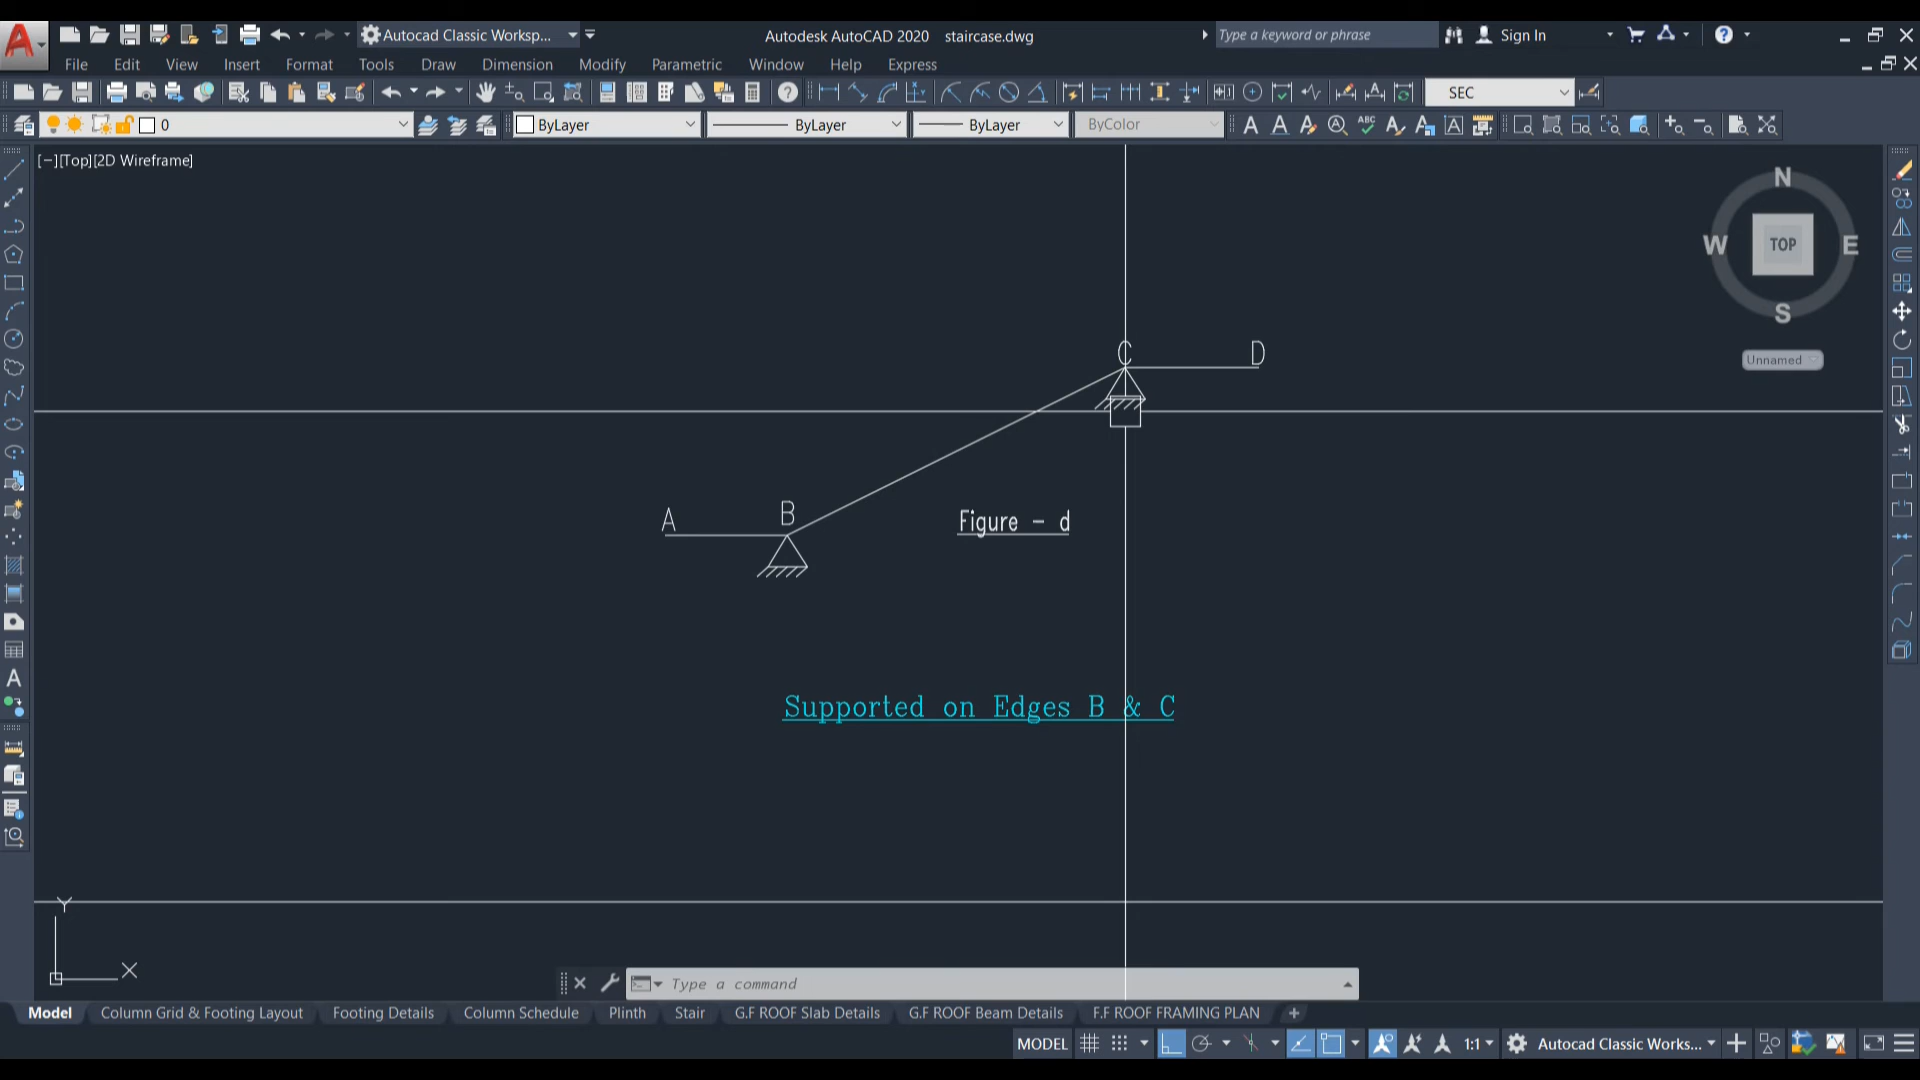 Autocad Classic Worksp...
Autodesk AutoCAD 2020 staircase.dwg
Type a keyword or phrase
Sign In
File Edit View Insert Format Tools Draw Dimension Modify Parametric Window Help Express
SEC
0
ByLayer
ByLayer
ByLayer
ByColor
[−][Top][2D Wireframe]
N
W TOP E
S
Unnamed
C D
A B
Figure - d
Supported on Edges B & C
Y
X
Type a command
Model Column Grid & Footing Layout Footing Details Column Schedule Plinth Stair G.F ROOF Slab Details G.F ROOF Beam Details F.F ROOF FRAMING PLAN
MODEL 1:1 Autocad Classic Works...